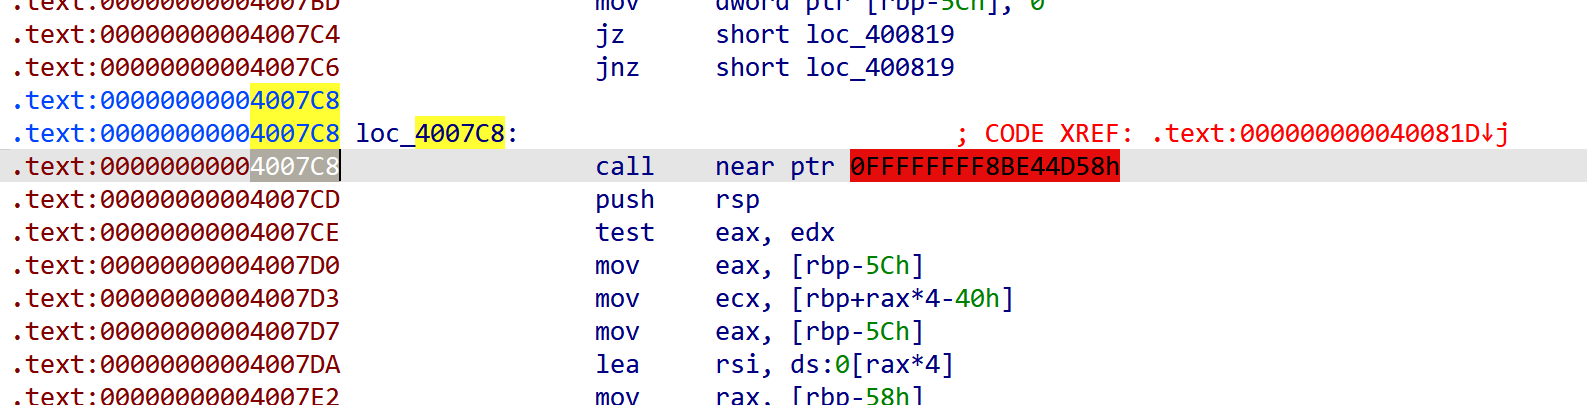 .text:00000000004007BD mov dword ptr [rbp-5Ch], 0
.text:00000000004007C4 jz short loc_400819
.text:00000000004007C6 jnz short loc_400819
.text:00000000004007C8
.text:00000000004007C8 loc_4007C8: ; CODE XREF: .text:000000000040081D↓j
.text:00000000004007C8 call near ptr 0FFFFFFFF8BE44D58h
.text:00000000004007CD push rsp
.text:00000000004007CE test eax, edx
.text:00000000004007D0 mov eax, [rbp-5Ch]
.text:00000000004007D3 mov ecx, [rbp+rax*4-40h]
.text:00000000004007D7 mov eax, [rbp-5Ch]
.text:00000000004007DA lea rsi, ds:0[rax*4]
.text:00000000004007E2 mov rax, [rbp-58h]